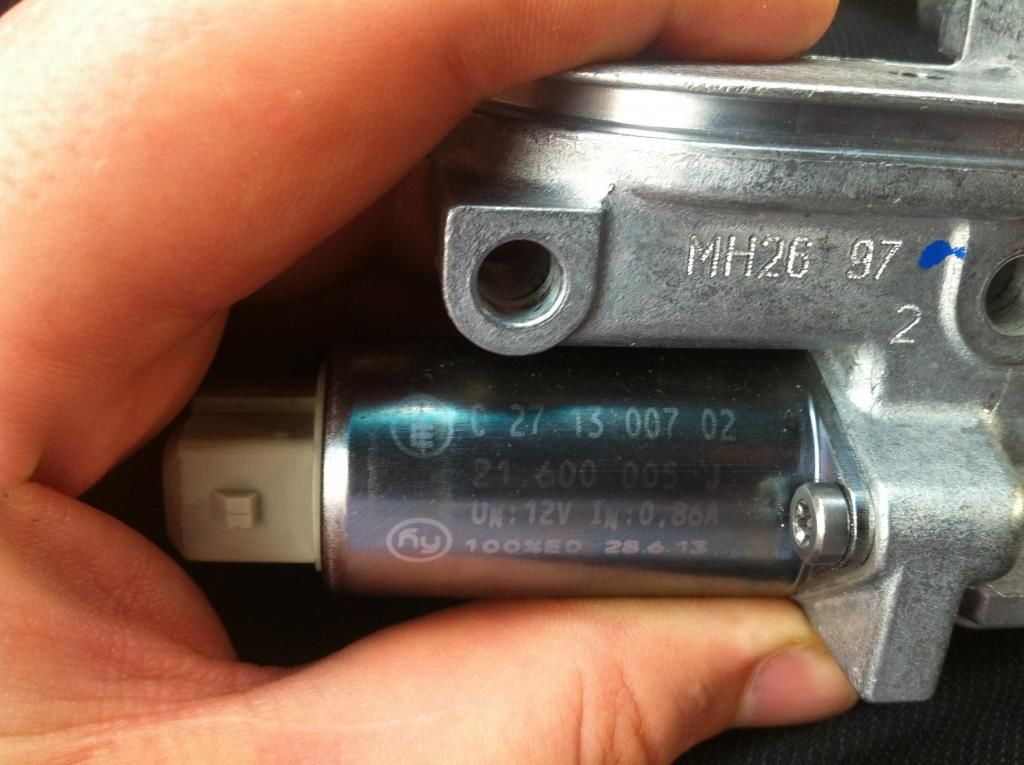 MH26 97
2
C 27 13 007 02
21.600 005 J
UN:12V IN:0,86A
hy 100%ED 28.6.13